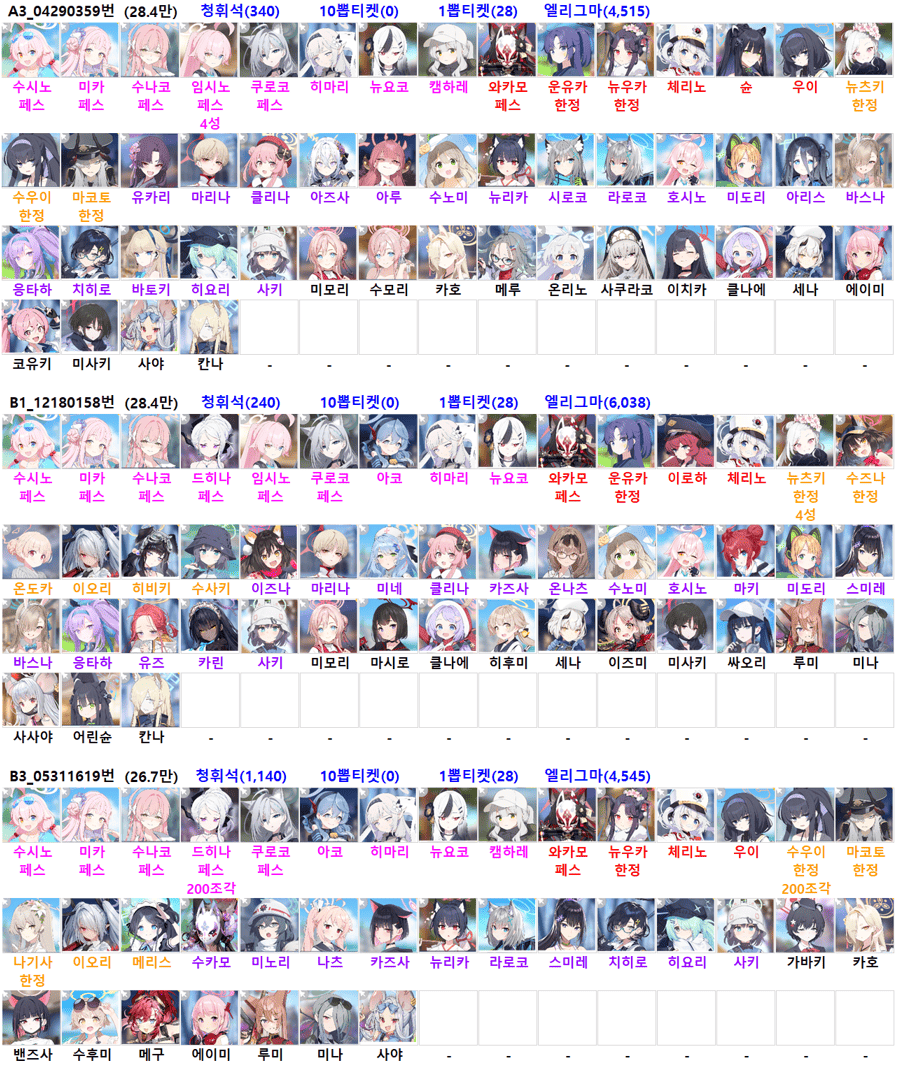 A3_04290359번 (28.4만) 청휘석(340) 10뽑티켓(0) 1뽑티켓(28) 엘리그마(4,515)
수시노 미카 수나코 임시노 쿠로코 히마리 뉴요코 캠하레 와카모 운유카 뉴우카 체리노 슌 우이 뉴츠키
페스 페스 페스 페스 페스 페스 한정 한정 한정
4성
수우이 마코토 유카리 마리나 클리나 아즈사 아루 수노미 뉴리카 시로코 라로코 호시노 미도리 아리스 바스나
한정 한정
응타하 치히로 바토키 히요리 사키 미모리 수모리 카호 메루 온리노 사쿠라코 이치카 클나에 세나 에이미
코유키 미사키 사야 칸나 - - - - - - - - - - -
B1_12180158번 (28.4만) 청휘석(240) 10뽑티켓(0) 1뽑티켓(28) 엘리그마(6,038)
수시노 미카 수나코 드히나 임시노 쿠로코 아코 히마리 뉴요코 와카모 운유카 이로하 체리노 뉴츠키 수즈나
페스 페스 페스 페스 페스 페스 페스 한정 한정 한정
4성
온도카 이오리 히비키 수사키 이즈나 마리나 미네 클리나 카즈사 온나츠 수노미 호시노 마키 미도리 스미레
바스나 응타하 유즈 카린 사키 미모리 마시로 클나에 히후미 세나 이즈미 미사키 싸오리 루미 미나
사사야 어린슌 칸나 - - - - - - - - - - - -
B3_05311619번 (26.7만) 청휘석(1,140) 10뽑티켓(0) 1뽑티켓(28) 엘리그마(4,545)
수시노 미카 수나코 드히나 쿠로코 아코 히마리 뉴요코 캠하레 와카모 뉴우카 체리노 우이 수우이 마코토
페스 페스 페스 페스 페스 페스 한정 한정 한정
200조각 200조각
나기사 이오리 메리스 수카모 미노리 나츠 카즈사 뉴리카 라로코 스미레 치히로 히요리 사키 가바키 카호
한정
밴즈사 수후미 메구 에이미 루미 미나 사야 - - - - - - - -